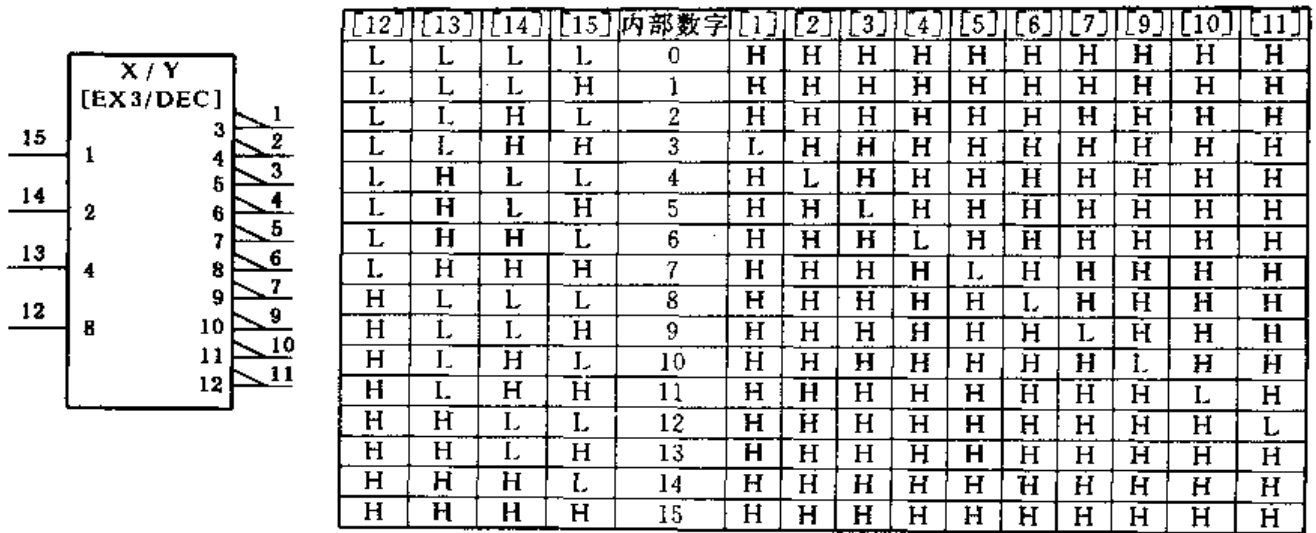 X / Y
[EX3/DEC]
15 1 3 1
4 2
14 2 5 3
6 4
13 4 7 5
8 6
12 8 9 7
10 9
11 10
12 11
[12] [13] [14] [15] 内部数字 [1] [2] [3] [4] [5] [6] [7] [9] [10] [11]
L L L L 0 H H H H H H H H H H
L L L H 1 H H H H H H H H H H
L L H L 2 H H H H H H H H H H
L L H H 3 L H H H H H H H H H
L H L L 4 H L H H H H H H H H
L H L H 5 H H L H H H H H H H
L H H L 6 H H H L H H H H H H
L H H H 7 H H H H L H H H H H
H L L L 8 H H H H H L H H H H
H L L H 9 H H H H H H L H H H
H L H L 10 H H H H H H H L H H
H L H H 11 H H H H H H H H L H
H H L L 12 H H H H H H H H H L
H H L H 13 H H H H H H H H H H
H H H L 14 H H H H H H H H H H
H H H H 15 H H H H H H H H H H